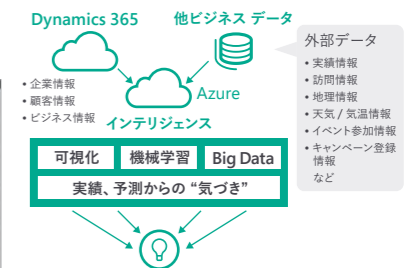 Dynamics 365
他ビジネス データ
外部データ
• 実績情報
• 訪問情報
• 地理情報
• 天気 / 気温情報
• イベント参加情報
• キャンペーン登録
情報
など
• 企業情報
• 顧客情報
• ビジネス情報
Azure
インテリジェンス
可視化
機械学習
Big Data
実績、予測からの “気づき”